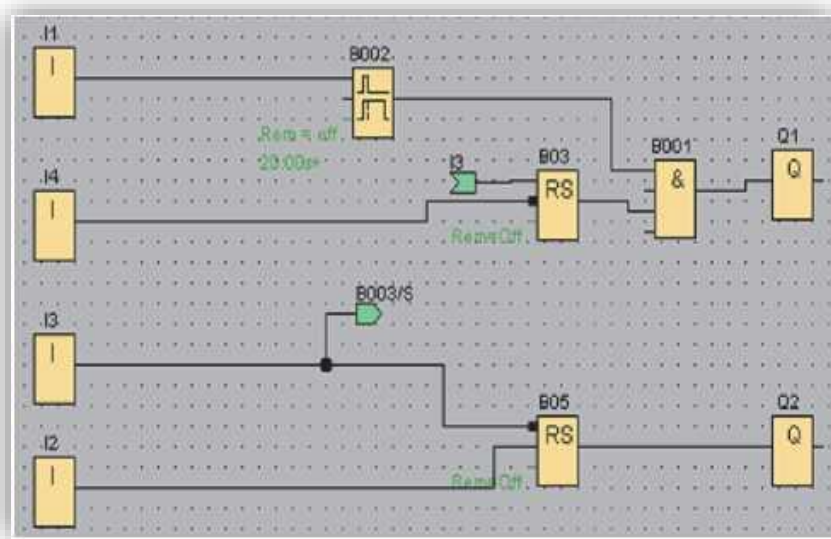 I1
I
B002
Rem = off
20:00s+
I3
B03
RS
B001
&
Q1
Q
I4
I
Rem=Off
B003/S
I3
I
B05
RS
Q2
Q
I2
I
Rem=Off